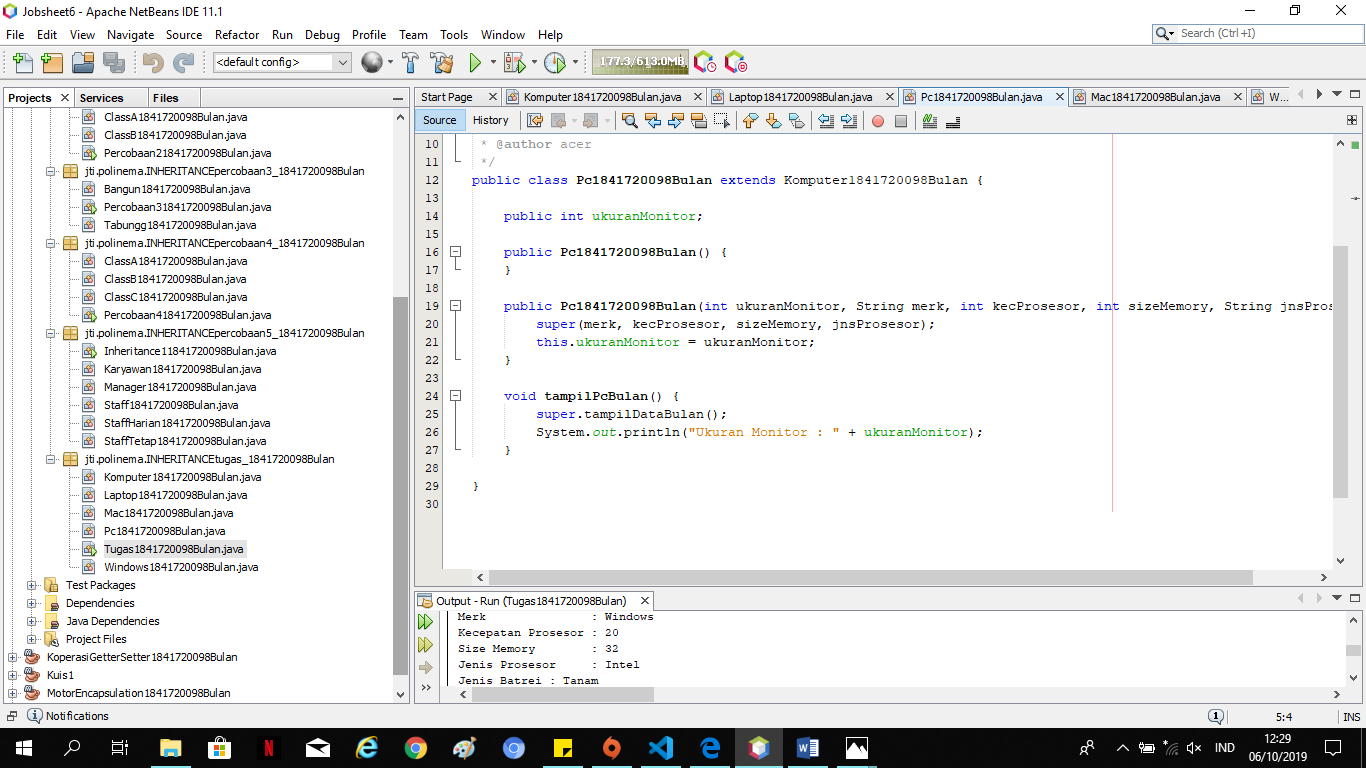 Jobsheet6 - Apache NetBeans IDE 11.1
File Edit View Navigate Source Refactor Run Debug Profile Team Tools Window Help
Search (Ctrl+I)
<default config> 177.3/613.0MB
Projects Services Files
ClassA1841720098Bulan.java
ClassB1841720098Bulan.java
Percobaan21841720098Bulan.java
jti.polinema.INHERITANCEpercobaan3_1841720098Bulan
Bangun1841720098Bulan.java
Percobaan31841720098Bulan.java
Tabungg1841720098Bulan.java
jti.polinema.INHERITANCEpercobaan4_1841720098Bulan
ClassA1841720098Bulan.java
ClassB1841720098Bulan.java
ClassC1841720098Bulan.java
Percobaan41841720098Bulan.java
jti.polinema.INHERITANCEpercobaan5_1841720098Bulan
Inheritance11841720098Bulan.java
Karyawan1841720098Bulan.java
Manager1841720098Bulan.java
Staff1841720098Bulan.java
StaffHarian1841720098Bulan.java
StaffTetap1841720098Bulan.java
jti.polinema.INHERITANCEtugas_1841720098Bulan
Komputer1841720098Bulan.java
Laptop1841720098Bulan.java
Mac1841720098Bulan.java
Pc1841720098Bulan.java
Tugas1841720098Bulan.java
Windows1841720098Bulan.java
Test Packages
Dependencies
Java Dependencies
Project Files
KoperasiGetterSetter1841720098Bulan
Kuis1
MotorEncapsulation1841720098Bulan
Start Page Komputer1841720098Bulan.java Laptop1841720098Bulan.java Pc1841720098Bulan.java Mac1841720098Bulan.java W...
Source History
10 * @author acer
11 */
12 public class Pc1841720098Bulan extends Komputer1841720098Bulan {
13
14 public int ukuranMonitor;
15
16 public Pc1841720098Bulan() {
17 }
18
19 public Pc1841720098Bulan(int ukuranMonitor, String merk, int kecProsesor, int sizeMemory, String jnsPros
20 super(merk, kecProsesor, sizeMemory, jnsProsesor);
21 this.ukuranMonitor = ukuranMonitor;
22 }
23
24 void tampilPcBulan() {
25 super.tampilDataBulan();
26 System.out.println("Ukuran Monitor : " + ukuranMonitor);
27 }
28
29 }
30
Output - Run (Tugas1841720098Bulan)
Merk : Windows
Kecepatan Prosesor : 20
Size Memory : 32
Jenis Prosesor : Intel
Jenis Batrei : Tanam
Notifications 5:4 INS
IND 12:29
06/10/2019